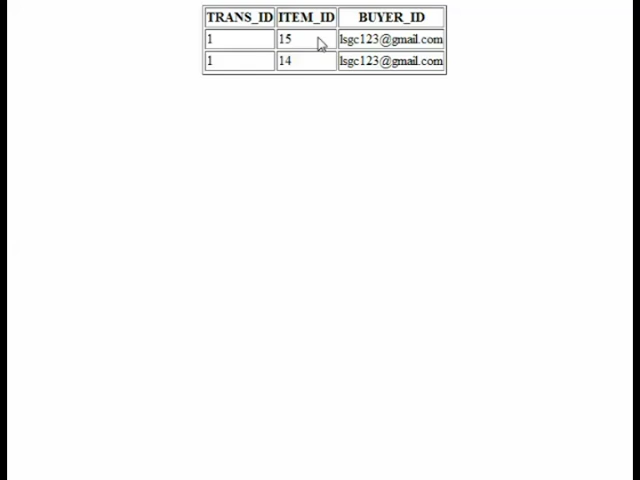 TRANS_ID ITEM_ID BUYER_ID
1 15 lsgc123@gmail.com
1 14 lsgc123@gmail.com